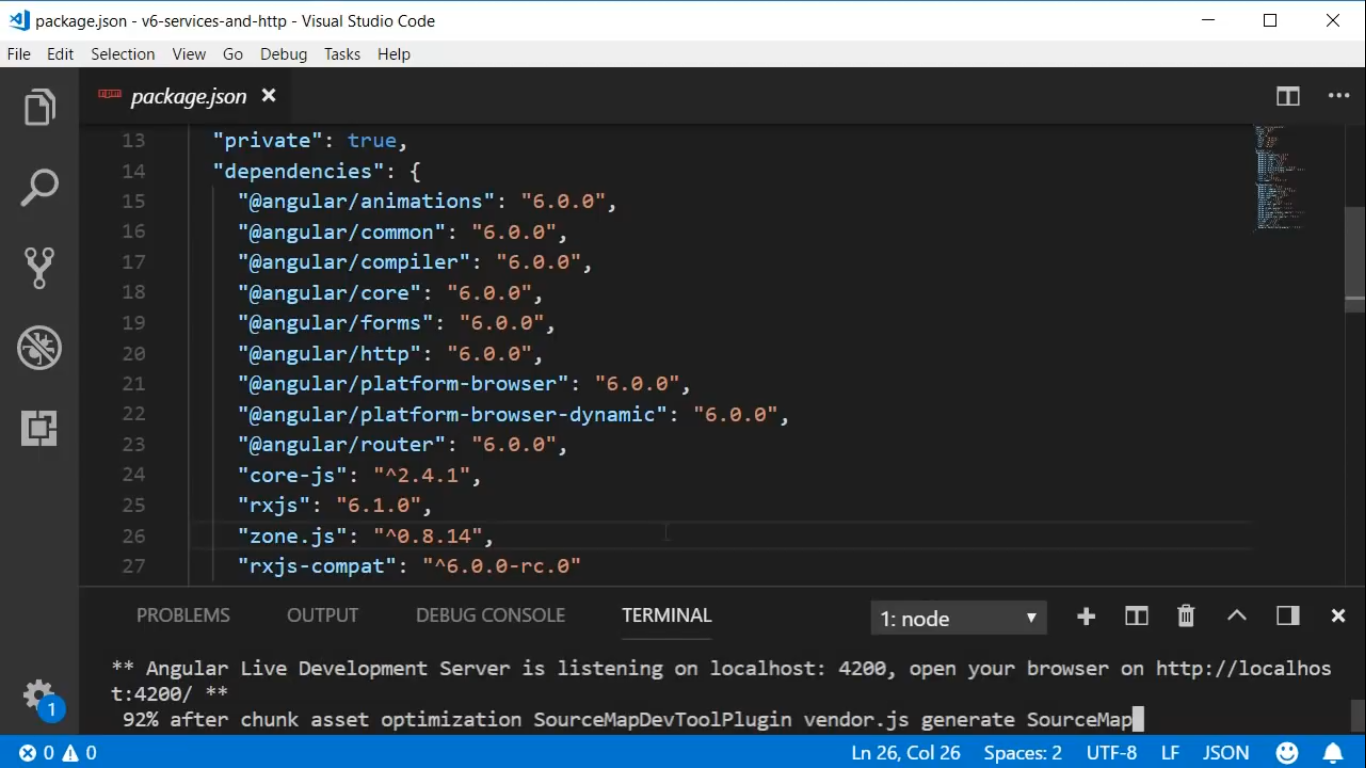 package.json - v6-services-and-http - Visual Studio Code
File Edit Selection View Go Debug Tasks Help
npm package.json
13 "private": true,
14 "dependencies": {
15 "@angular/animations": "6.0.0",
16 "@angular/common": "6.0.0",
17 "@angular/compiler": "6.0.0",
18 "@angular/core": "6.0.0",
19 "@angular/forms": "6.0.0",
20 "@angular/http": "6.0.0",
21 "@angular/platform-browser": "6.0.0",
22 "@angular/platform-browser-dynamic": "6.0.0",
23 "@angular/router": "6.0.0",
24 "core-js": "^2.4.1",
25 "rxjs": "6.1.0",
26 "zone.js": "^0.8.14",
27 "rxjs-compat": "^6.0.0-rc.0"
PROBLEMS OUTPUT DEBUG CONSOLE TERMINAL 1: node
** Angular Live Development Server is listening on localhost: 4200, open your browser on http://localhos
t:4200/ **
92% after chunk asset optimization SourceMapDevToolPlugin vendor.js generate SourceMap
1
0 0 Ln 26, Col 26 Spaces: 2 UTF-8 LF JSON